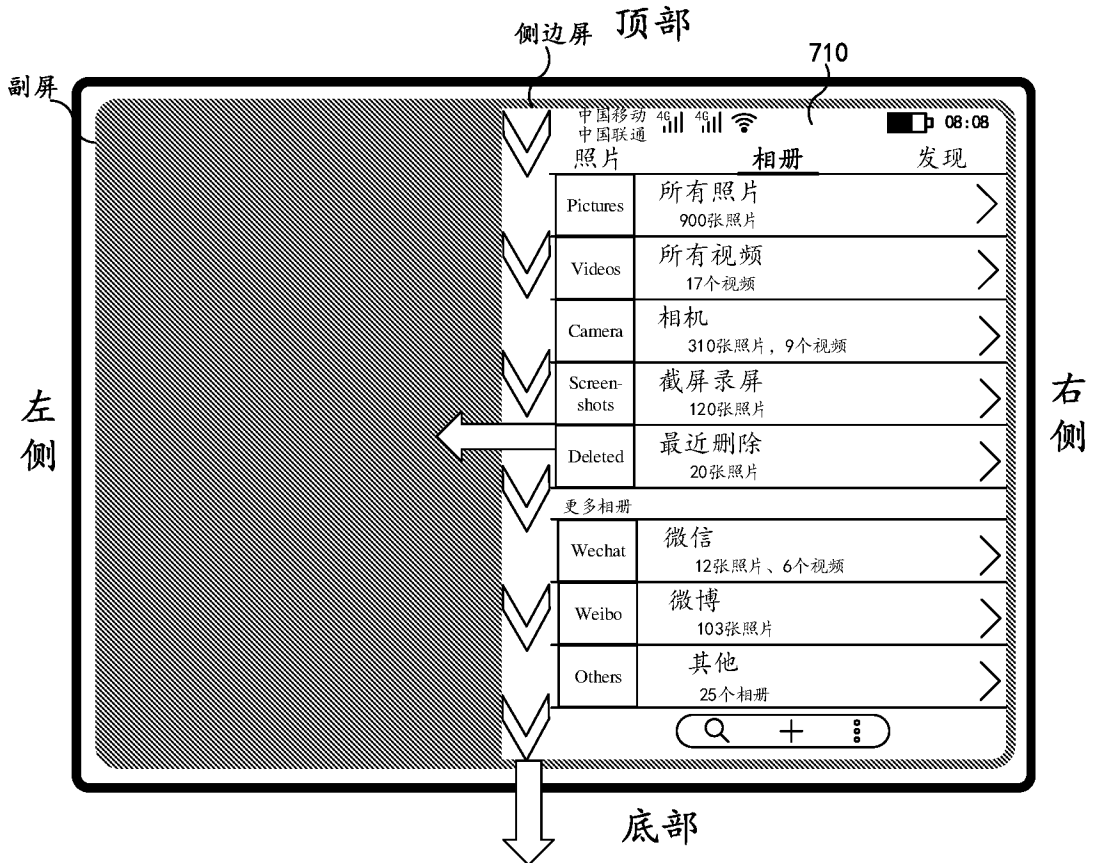 顶部
侧边屏
710
副屏
中国移动 4G 4G 08:08
中国联通
照片 相册 发现
Pictures 所有照片
900张照片
Videos 所有视频
17个视频
Camera 相机
310张照片，9个视频
Screen-
shots
截屏录屏
120张照片
左侧
右侧
Deleted 最近删除
20张照片
更多相册
Wechat 微信
12张照片、6个视频
Weibo 微博
103张照片
Others 其他
25个相册
底部